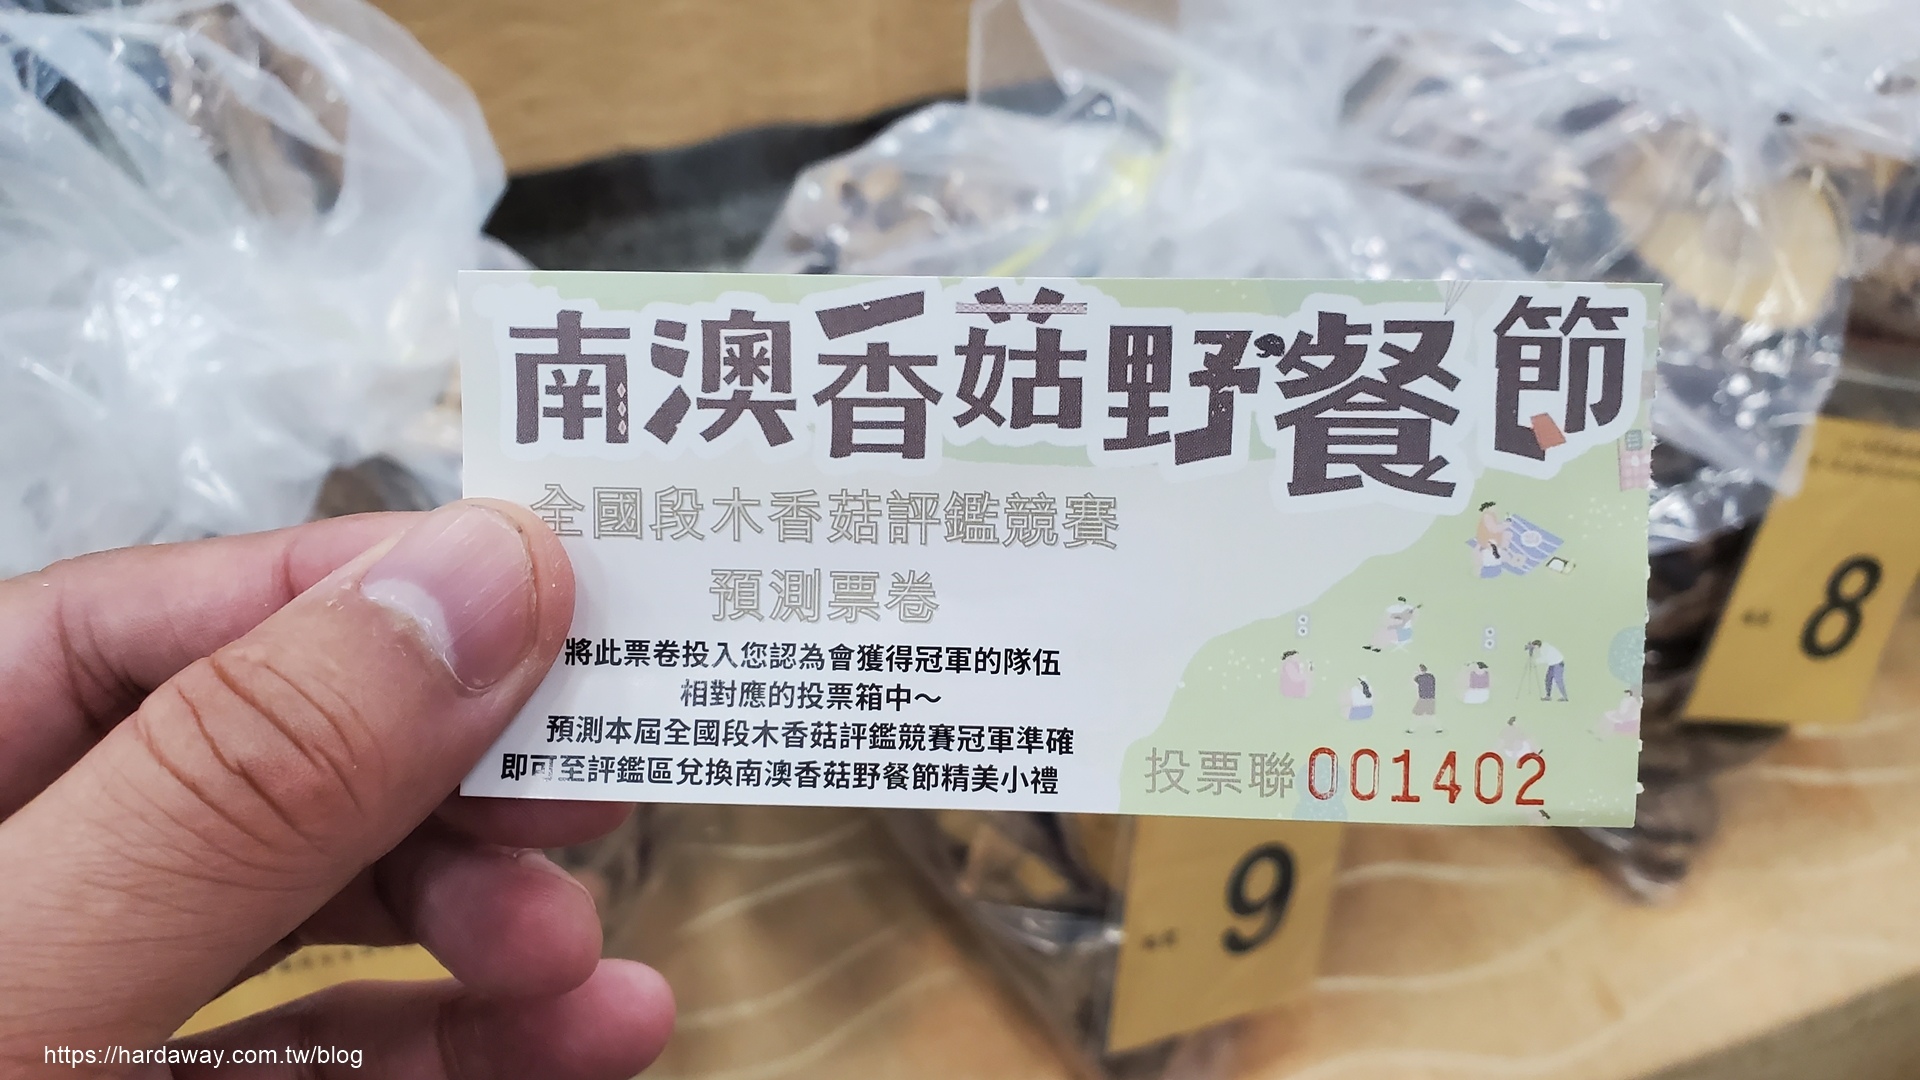 南澳香菇野餐節
全國段木香菇評鑑競賽
預測票卷
將此票卷投入您認為會獲得冠軍的隊伍
相對應的投票箱中～
預測本屆全國段木香菇評鑑競賽冠軍準確
即可至評鑑區兌換南澳香菇野餐節精美小禮
投票聯001402
8
9
https://hardaway.com.tw/blog